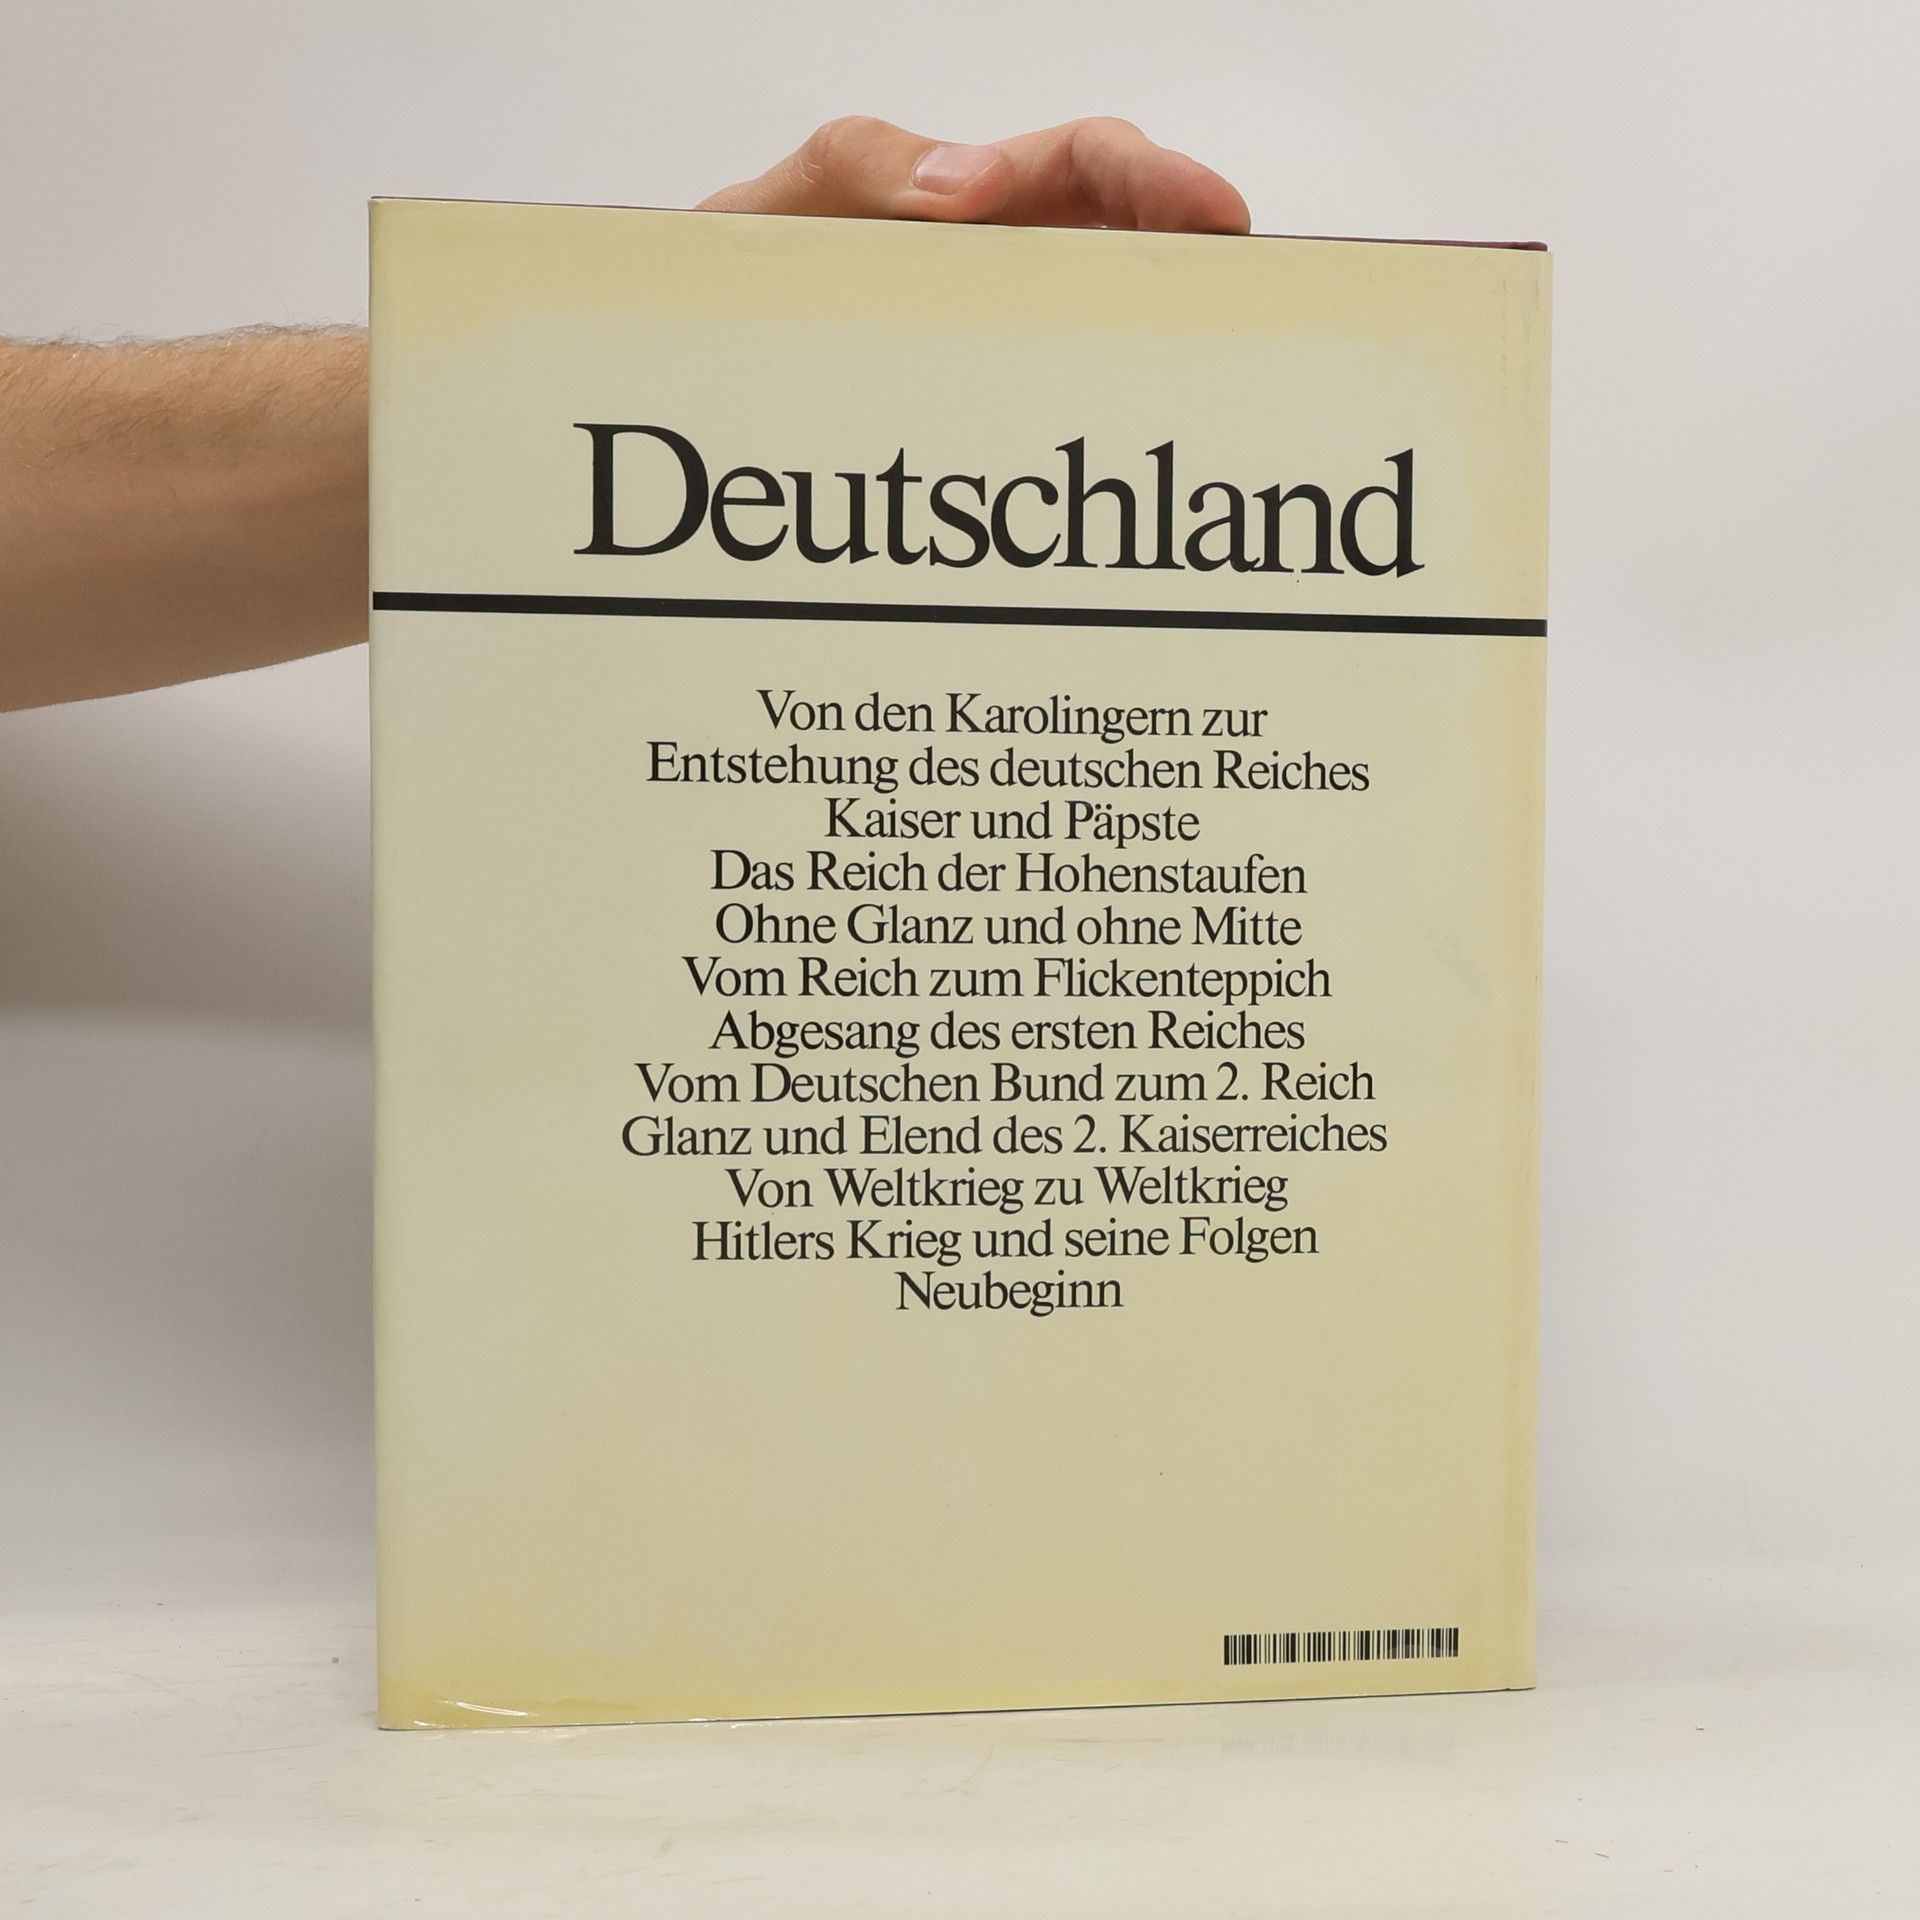 Deutschland
Von den Karolingern zur
Entstehung des deutschen Reiches
Kaiser und Päpste
Das Reich der Hohenstaufen
Ohne Glanz und ohne Mitte
Vom Reich zum Flickenteppich
Abgesang des ersten Reiches
Vom Deutschen Bund zum 2. Reich
Glanz und Elend des 2. Kaiserreiches
Von Weltkrieg zu Weltkrieg
Hitlers Krieg und seine Folgen
Neubeginn